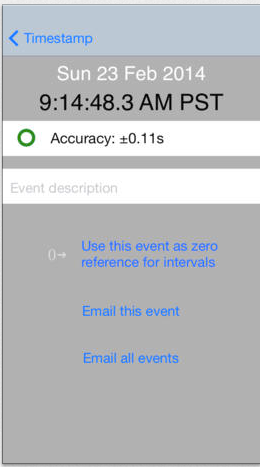 Timestamp
Sun 23 Feb 2014
9:14:48.3 AM PST
Accuracy: ±0.11s
Event description
0→ Use this event as zero
reference for intervals
Email this event
Email all events